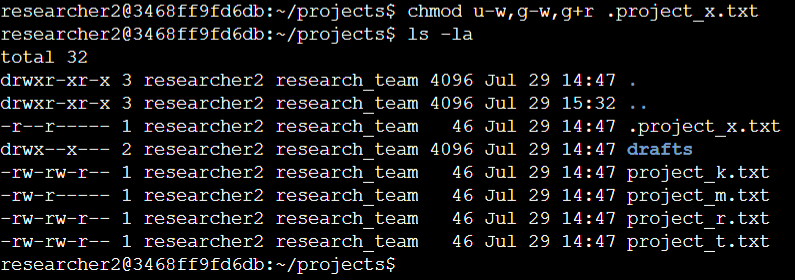 researcher2@3468ff9fd6db:~/projects$ chmod u-w,g-w,g+r .project_x.txt
researcher2@3468ff9fd6db:~/projects$ ls -la
total 32
drwxr-xr-x 3 researcher2 research_team 4096 Jul 29 14:47 .
drwxr-xr-x 3 researcher2 research_team 4096 Jul 29 15:32 ..
-r--r----- 1 researcher2 research_team   46 Jul 29 14:47 .project_x.txt
drwx--x--- 2 researcher2 research_team 4096 Jul 29 14:47 drafts
-rw-rw-r-- 1 researcher2 research_team   46 Jul 29 14:47 project_k.txt
-rw-rw-r-- 1 researcher2 research_team   46 Jul 29 14:47 project_m.txt
-rw-rw-r-- 1 researcher2 research_team   46 Jul 29 14:47 project_r.txt
-rw-rw-r-- 1 researcher2 research_team   46 Jul 29 14:47 project_t.txt
researcher2@3468ff9fd6db:~/projects$